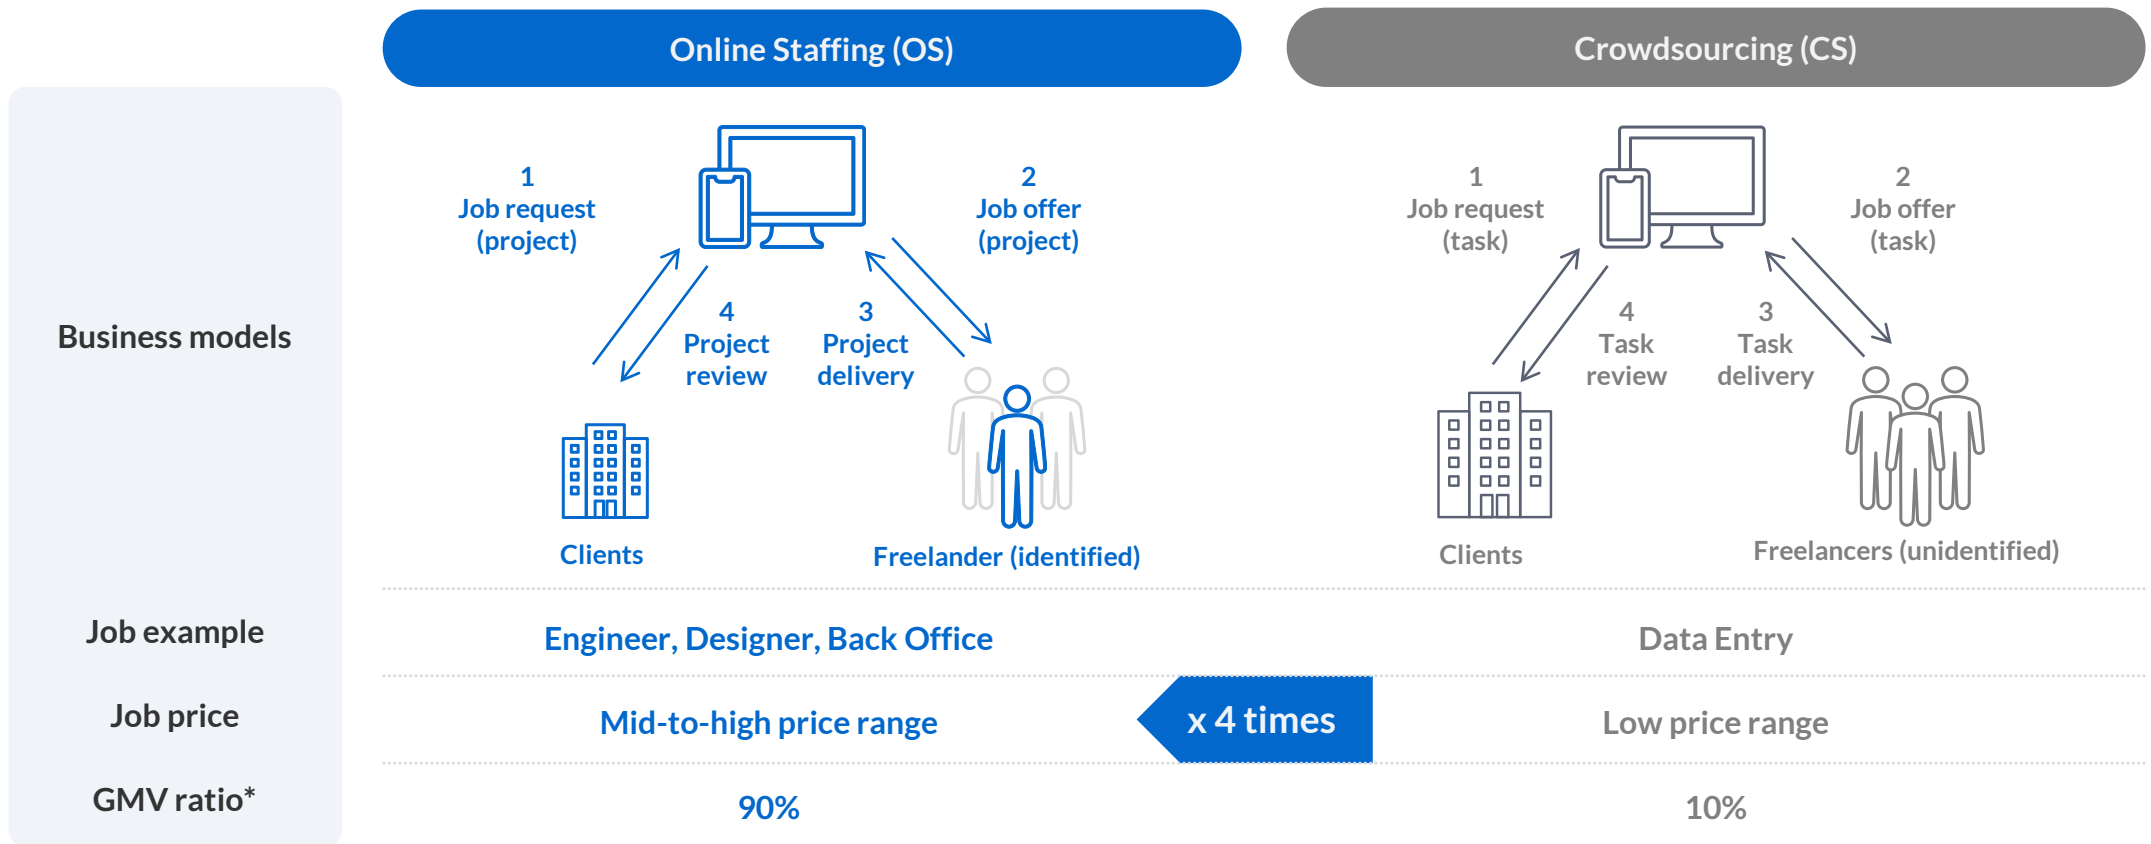 Online Staffing (OS)
Crowdsourcing (CS)
Business models
1
Job request
(project)
2
Job offer
(project)
4
Project
review
3
Project
delivery
Clients
Freelander (identified)
1
Job request
(task)
2
Job offer
(task)
4
Task
review
3
Task
delivery
Clients
Freelancers (unidentified)
Job example
Engineer, Designer, Back Office
Data Entry
Job price
Mid-to-high price range
x 4 times
Low price range
GMV ratio*
90%
10%